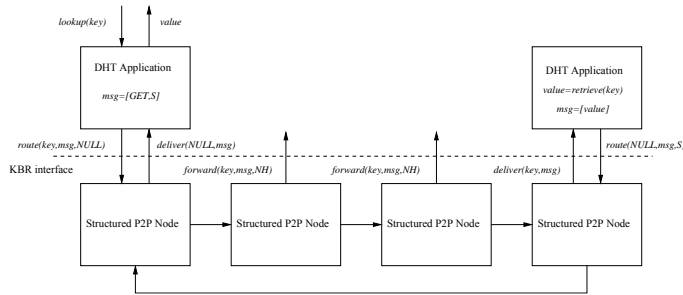 lookup(key)
value
DHT Application
msg=[GET,S]
DHT Application
value=retrieve(key)
msg=[value]
route(key,msg,NULL)
deliver(NULL,msg)
route(NULL,msg,S
KBR interface
forward(key,msg,NH)
forward(key,msg,NH)
deliver(key,msg)
Structured P2P Node
Structured P2P Node
Structured P2P Node
Structured P2P Node